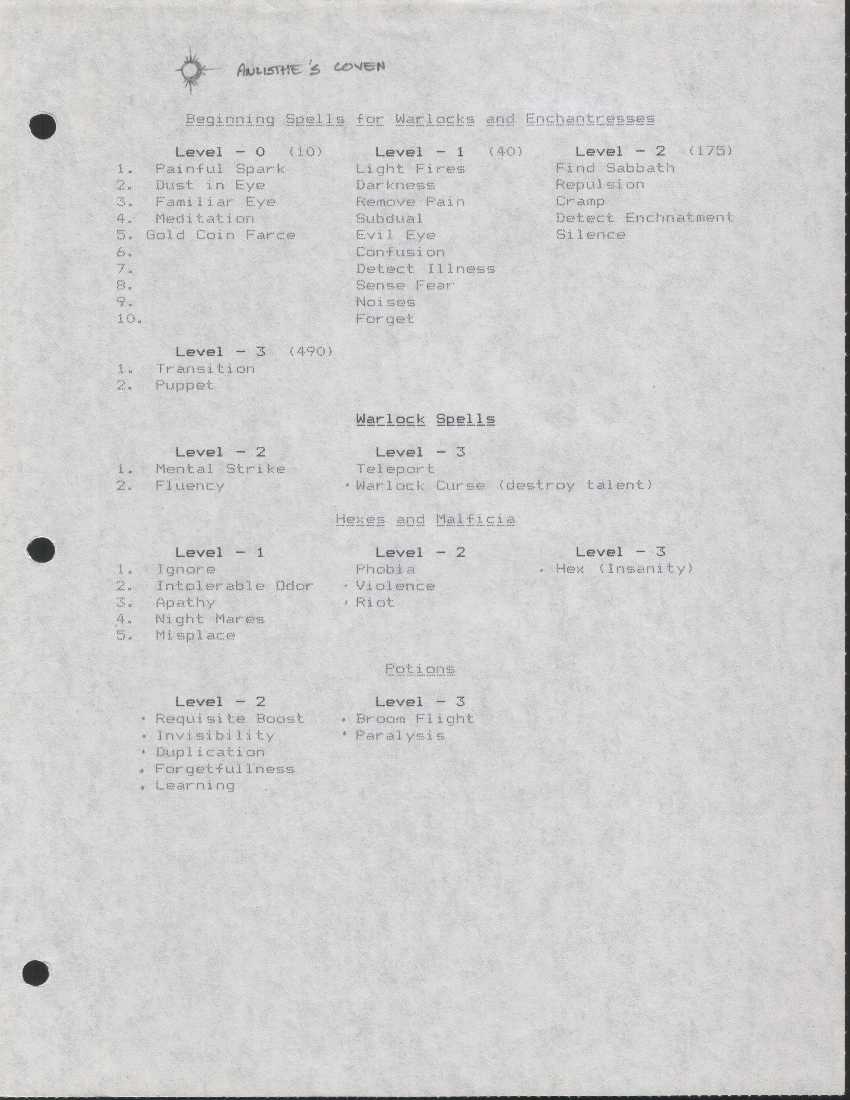 ANLISTHE'S COVEN
Beginning Spells for Warlocks and Enchantresses
Level - 0 (10) Level - 1 (40) Level - 2 (175)
1. Painful Spark Light Fires Find Sabbath
2. Dust in Eye Darkness Repulsion
3. Familiar Eye Remove Pain Cramp
4. Meditation Subdual Detect Enchnatment
5. Gold Coin Farce Evil Eye Silence
6. Confusion
7. Detect Illness
8. Sense Fear
9. Noises
10. Forget
Level - 3 (490)
1. Transition
2. Puppet
Warlock Spells
Level - 2 Level - 3
1. Mental Strike Teleport
2. Fluency · Warlock Curse (destroy talent)
Hexes and Malficia
Level - 1 Level - 2 Level - 3
1. Ignore Phobia · Hex (Insanity)
2. Intolerable Odor · Violence
3. Apathy · Riot
4. Night Mares
5. Misplace
Potions
Level - 2 Level - 3
· Requisite Boost · Broom Flight
· Invisibility · Paralysis
· Duplication
· Forgetfullness
· Learning